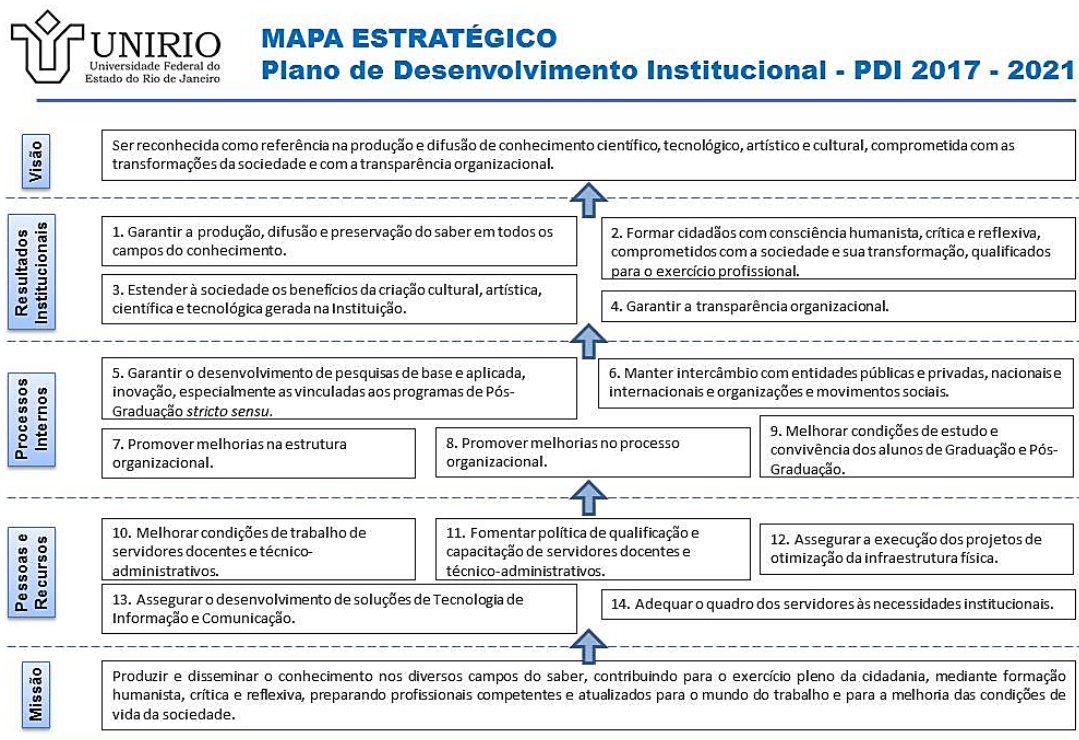 UNIRIO
Universidade Federal do
Estado do Rio de Janeiro
MAPA ESTRATÉGICO
Plano de Desenvolvimento Institucional - PDI 2017 - 2021
Visão
Ser reconhecida como referência na produção e difusão de conhecimento científico, tecnológico, artístico e cultural, comprometida com as
transformações da sociedade e com a transparência organizacional.
Resultados
Institucionais
1. Garantir a produção, difusão e preservação do saber em todos os
campos do conhecimento.
2. Formar cidadãos com consciência humanista, crítica e reflexiva,
comprometidos com a sociedade e sua transformação, qualificados
para o exercício profissional.
3. Estender à sociedade os benefícios da criação cultural, artística,
científica e tecnológica gerada na Instituição.
4. Garantir a transparência organizacional.
Processos
Internos
5. Garantir o desenvolvimento de pesquisas de base e aplicada,
inovação, especialmente as vinculadas aos programas de Pós-
Graduação stricto sensu.
6. Manter intercâmbio com entidades públicas e privadas, nacionais e
internacionais e organizações e movimentos sociais.
7. Promover melhorias na estrutura
organizacional.
8. Promover melhorias no processo
organizacional.
9. Melhorar condições de estudo e
convivência dos alunos de Graduação e Pós-
Graduação.
Pessoas e
Recursos
10. Melhorar condições de trabalho de
servidores docentes e técnico-
administrativos.
11. Fomentar política de qualificação e
capacitação de servidores docentes e
técnico-administrativos.
12. Assegurar a execução dos projetos de
otimização da infraestrutura física.
13. Assegurar o desenvolvimento de soluções de Tecnologia de
Informação e Comunicação.
14. Adequar o quadro dos servidores às necessidades institucionais.
Missão
Produzir e disseminar o conhecimento nos diversos campos do saber, contribuindo para o exercício pleno da cidadania, mediante formação
humanista, crítica e reflexiva, preparando profissionais competentes e atualizados para o mundo do trabalho e para a melhoria das condições de
vida da sociedade.